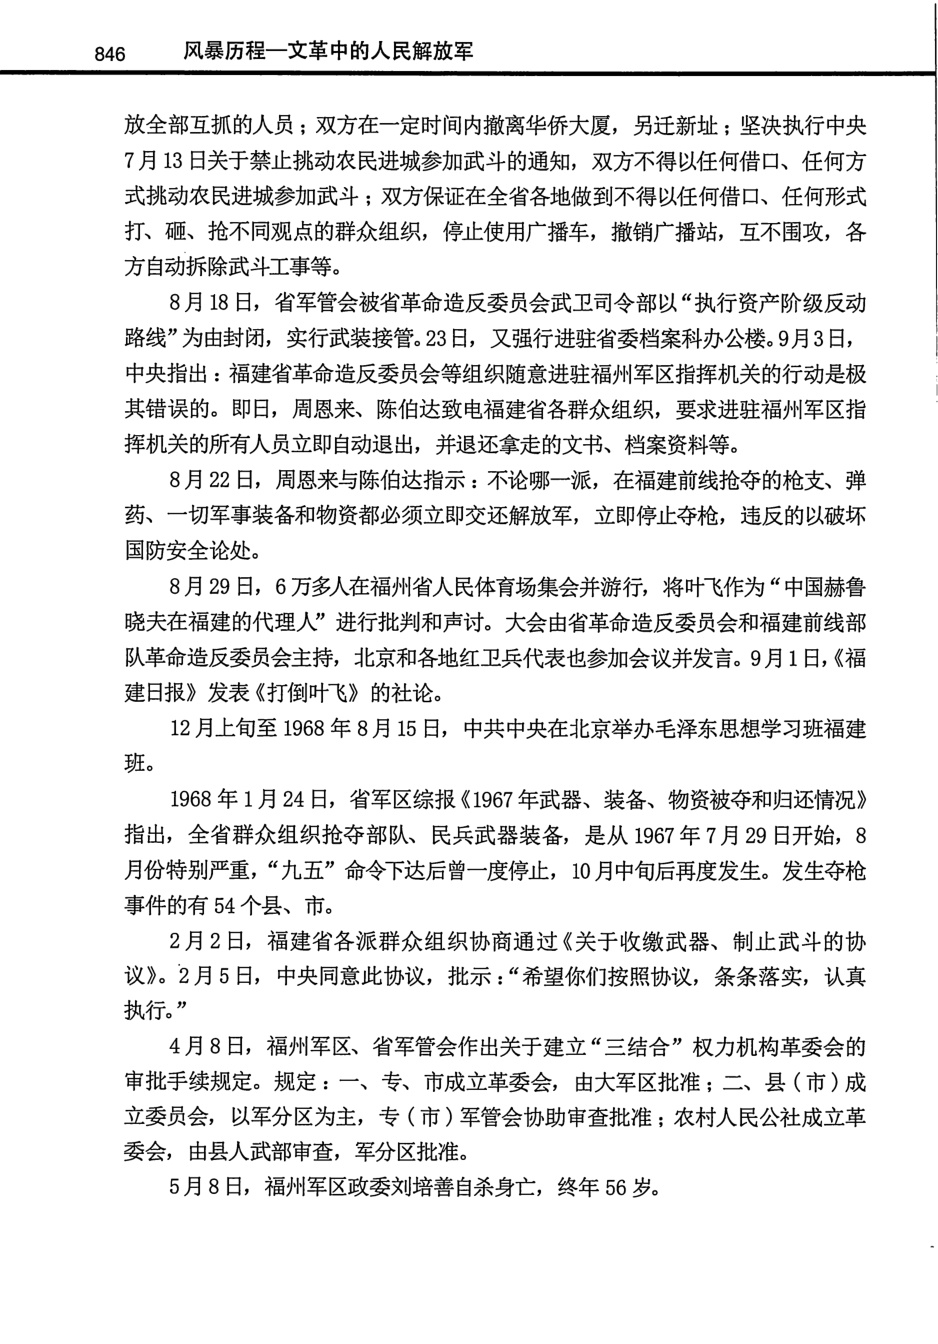 846 风暴历程—文革中的人民解放军
放全部互抓的人员；双方在一定时间内撤离华侨大厦，另迁新址；坚决执行中央
7月13日关于禁止挑动农民进城参加武斗的通知，双方不得以任何借口、任何方
式挑动农民进城参加武斗；双方保证在全省各地做到不得以任何借口、任何形式
打、砸、抢不同观点的群众组织，停止使用广播车，撤销广播站，互不围攻，各
方自动拆除武斗工事等。
8月18日，省军管会被省革命造反委员会武卫司令部以“执行资产阶级反动
路线”为由封闭，实行武装接管。23日，又强行进驻省委档案科办公楼。9月3日，
中央指出：福建省革命造反委员会等组织随意进驻福州军区指挥机关的行动是极
其错误的。即日，周恩来、陈伯达致电福建省各群众组织，要求进驻福州军区指
挥机关的所有人员立即自动退出，并退还拿走的文书、档案资料等。
8月22日，周恩来与陈伯达指示：不论哪一派，在福建前线抢夺的枪支、弹
药、一切军事装备和物资都必须立即交还解放军，立即停止夺枪，违反的以破坏
国防安全论处。
8月29日，6万多人在福州省人民体育场集会并游行，将叶飞作为“中国赫鲁
晓夫在福建的代理人”进行批判和声讨。大会由省革命造反委员会和福建前线部
队革命造反委员会主持，北京和各地红卫兵代表也参加会议并发言。9月1日，《福
建日报》发表《打倒叶飞》的社论。
12月上旬至1968年8月15日，中共中央在北京举办毛泽东思想学习班福建
班。
1968年1月24日，省军区综报《1967年武器、装备、物资被夺和归还情况》
指出，全省群众组织抢夺部队、民兵武器装备，是从1967年7月29日开始，8
月份特别严重，“九五”命令下达后曾一度停止，10月中旬后再度发生。发生夺枪
事件的有54个县、市。
2月2日，福建省各派群众组织协商通过《关于收缴武器、制止武斗的协
议》。2月5日，中央同意此协议，批示：“希望你们按照协议，条条落实，认真
执行。”
4月8日，福州军区、省军管会作出关于建立“三结合”权力机构革委会的
审批手续规定。规定：一、专、市成立革委会，由大军区批准；二、县（市）成
立委员会，以军分区为主，专（市）军管会协助审查批准；农村人民公社成立革
委会，由县人武部审查，军分区批准。
5月8日，福州军区政委刘培善自杀身亡，终年56岁。